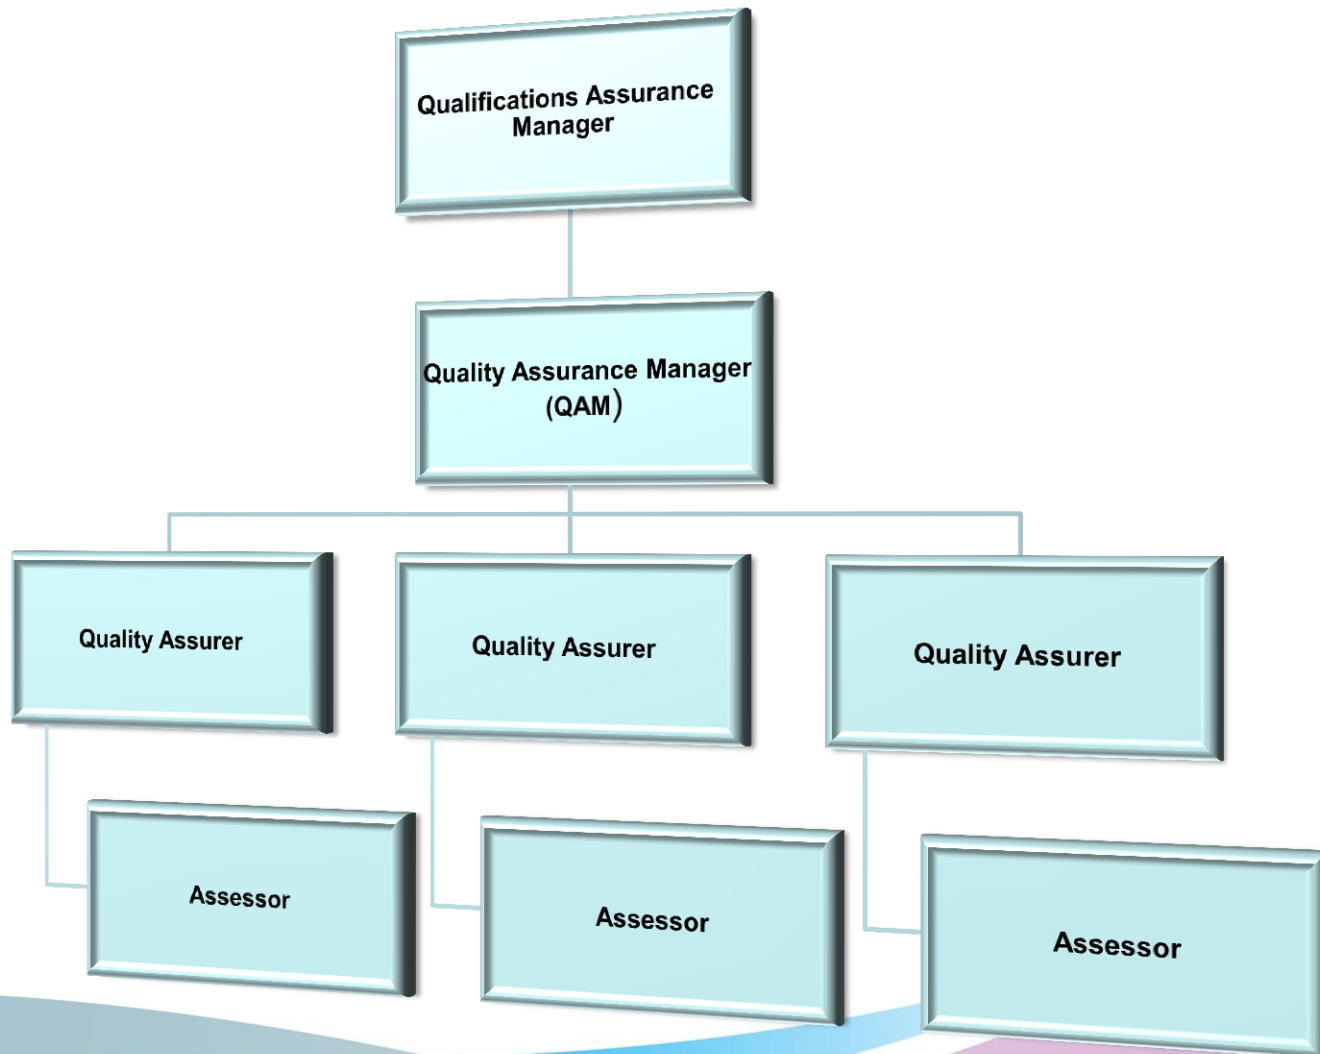 Qualifications Assurance
Manager
Quality Assurance Manager
(QAM)
Quality Assurer
Quality Assurer
Quality Assurer
Assessor
Assessor
Assessor